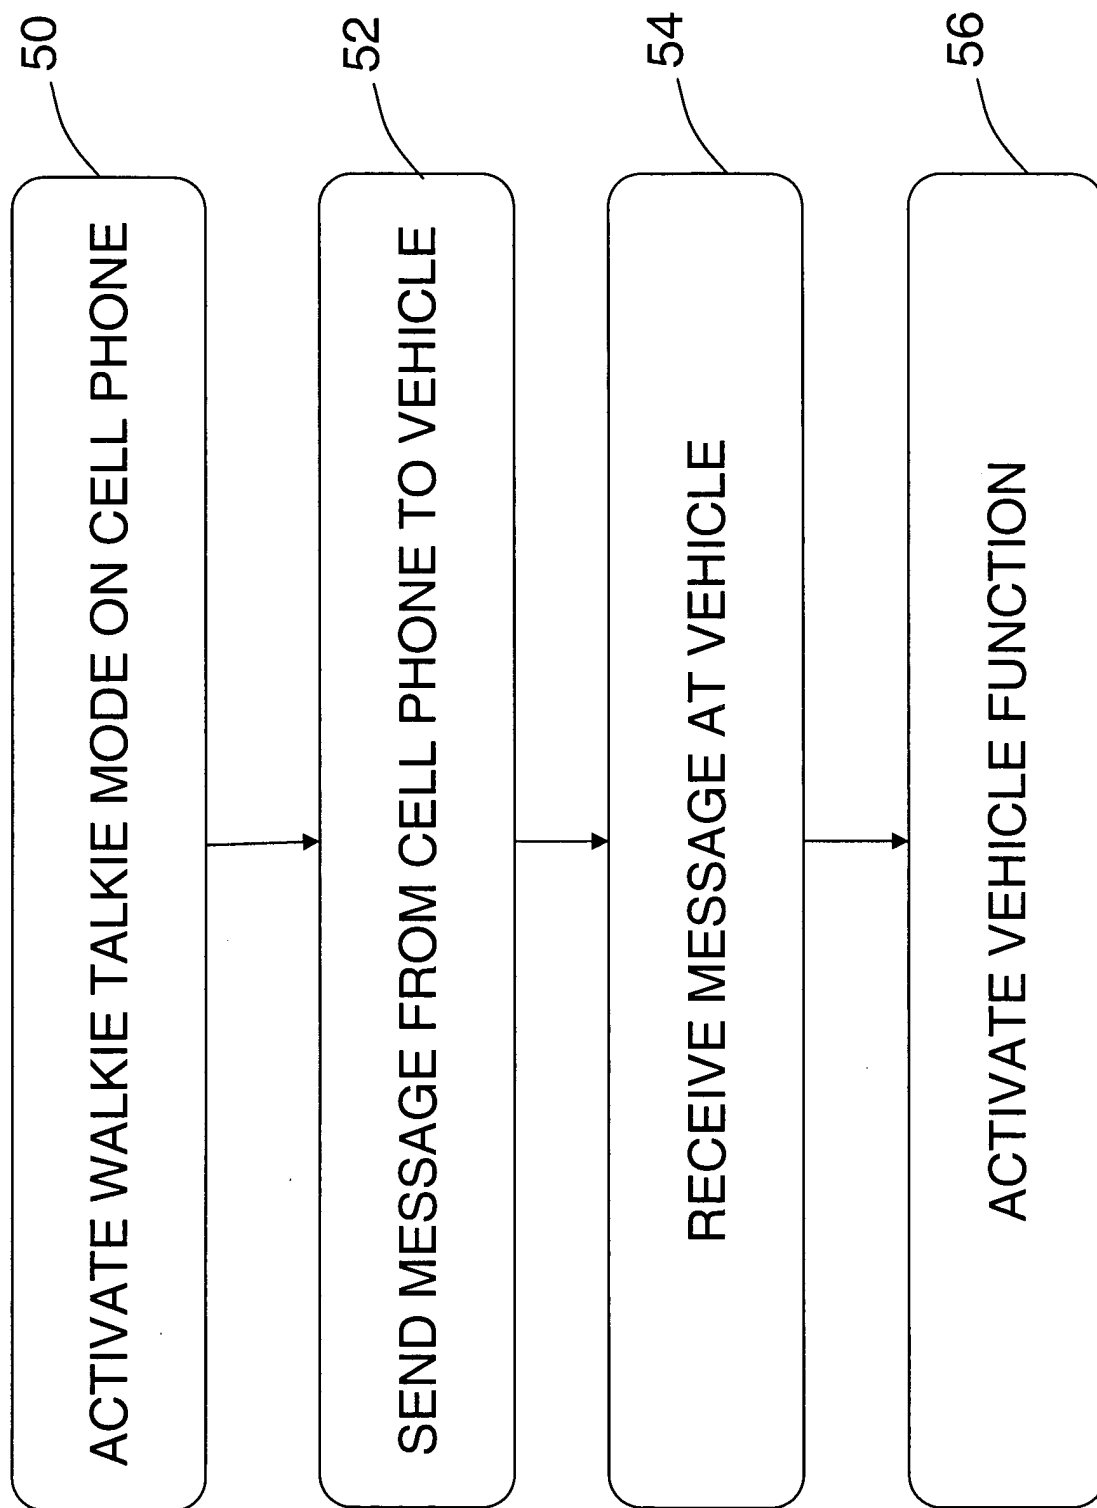 50
ACTIVATE WALKIE TALKIE MODE ON CELL PHONE
52
SEND MESSAGE FROM CELL PHONE TO VEHICLE
54
RECEIVE MESSAGE AT VEHICLE
56
ACTIVATE VEHICLE FUNCTION